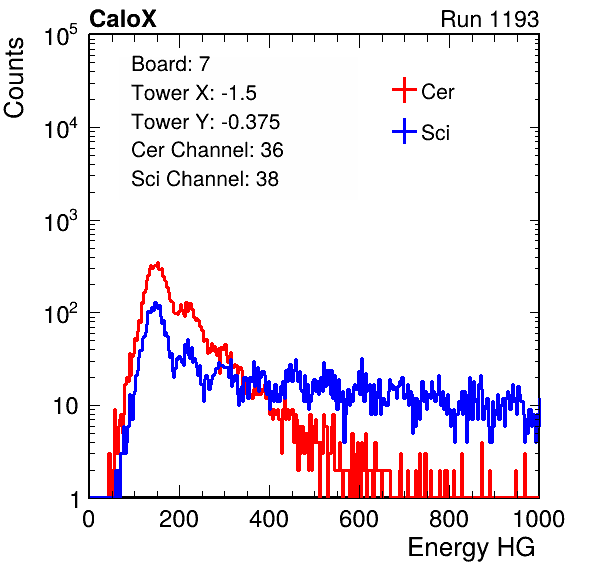 CaloX Run 1193
Counts
Board: 7
Tower X: -1.5
Tower Y: -0.375
Cer Channel: 36
Sci Channel: 38
Cer
Sci
10^5
10^4
10^3
10^2
10
1
0 200 400 600 800 1000
Energy HG